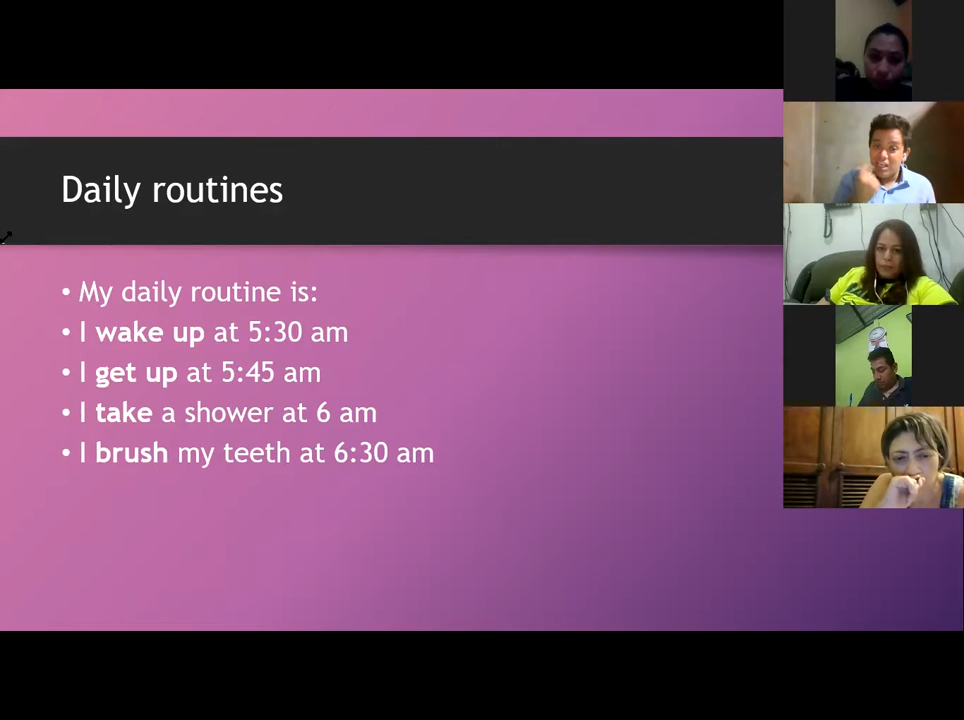 Daily routines
• My daily routine is:
• I wake up at 5:30 am
• I get up at 5:45 am
• I take a shower at 6 am
• I brush my teeth at 6:30 am